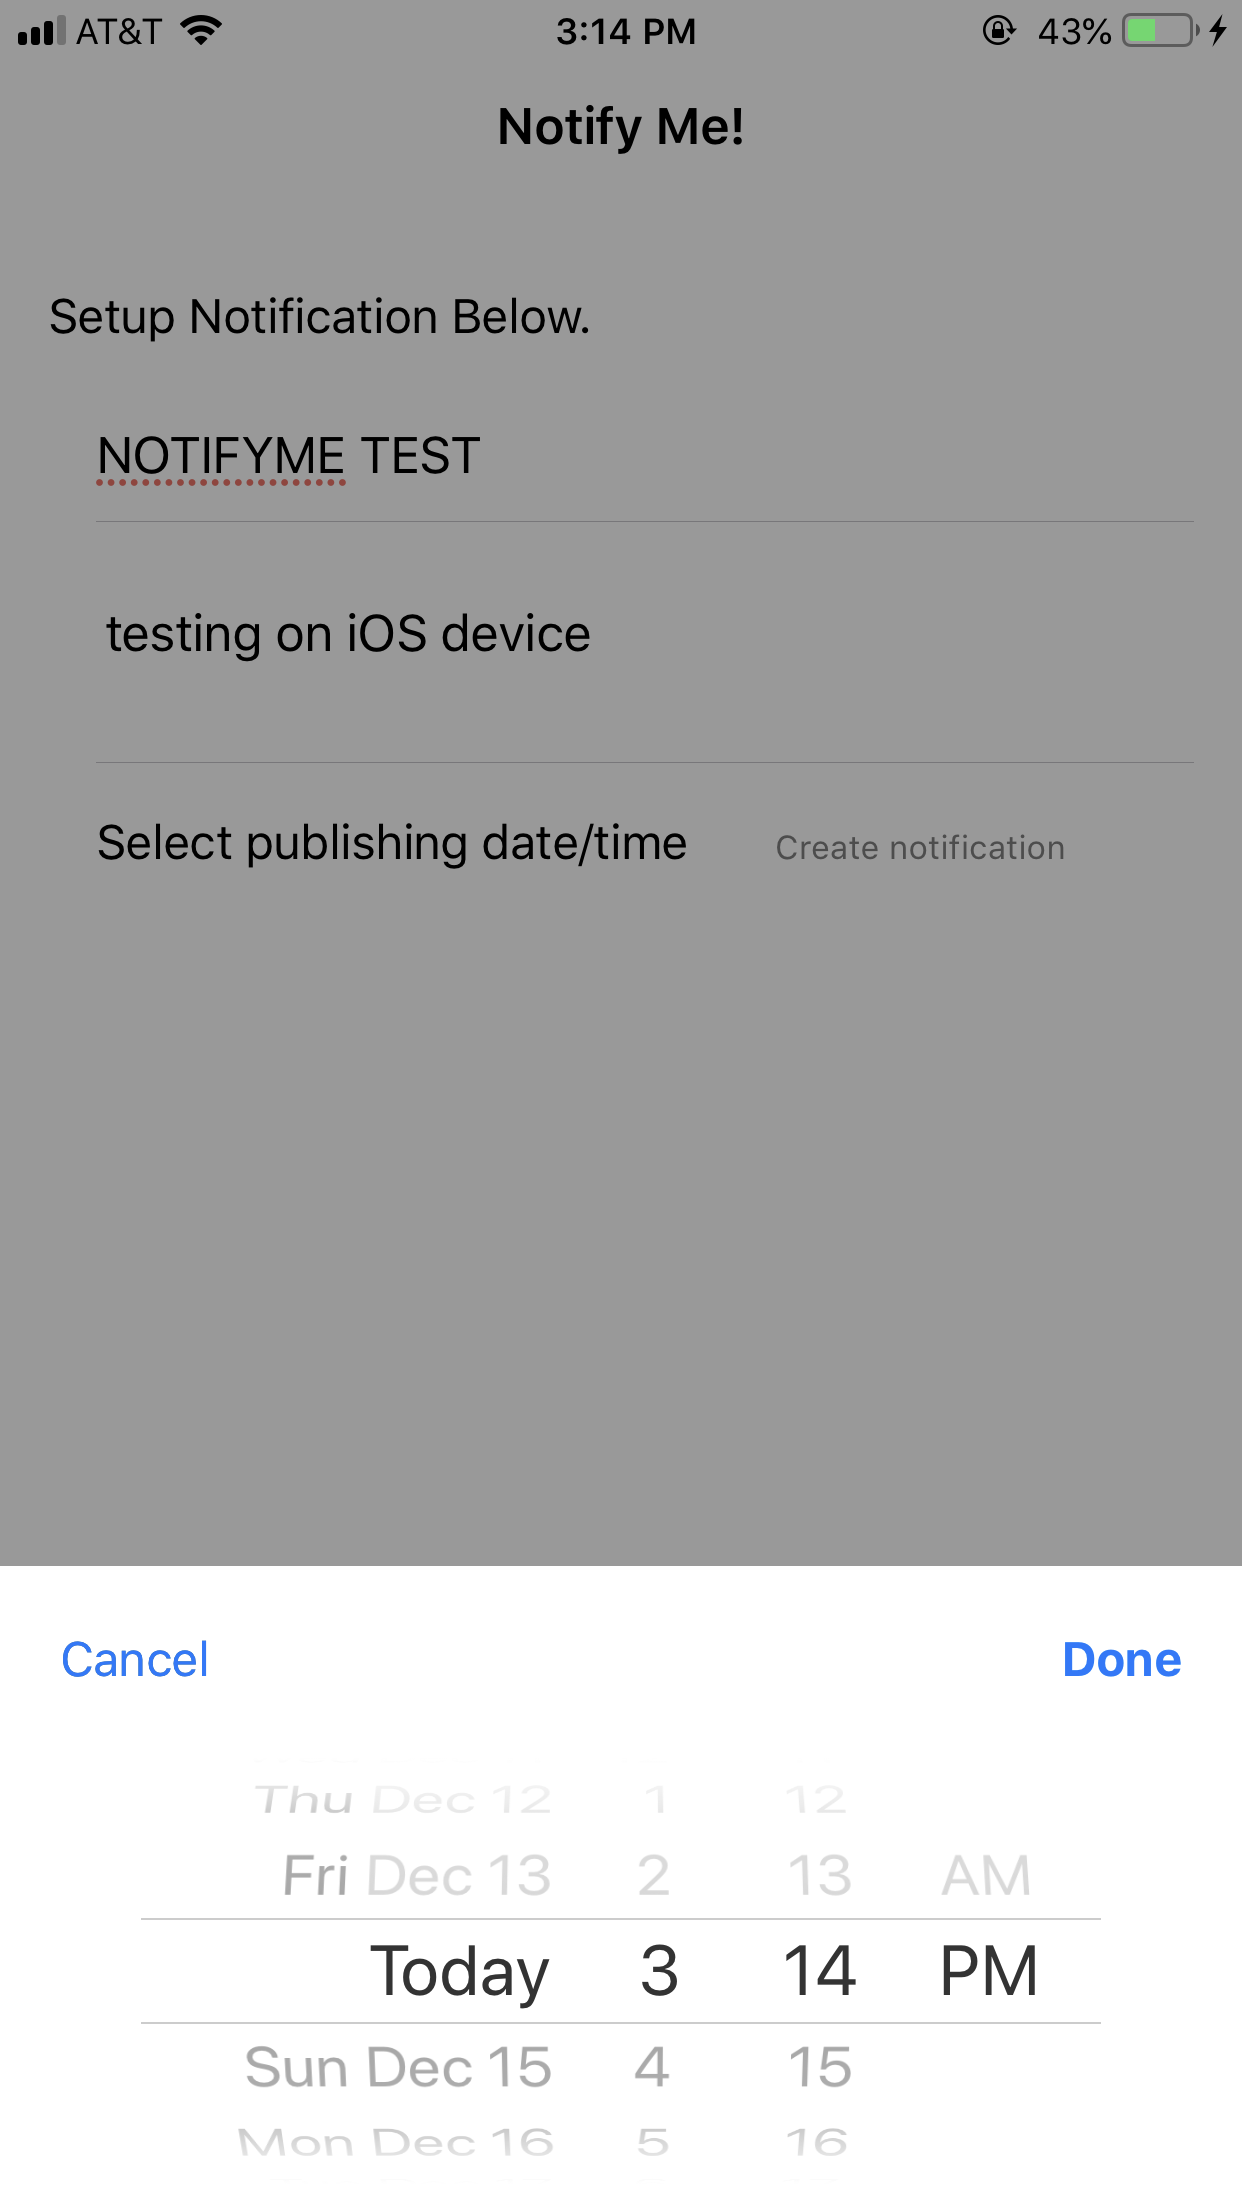 AT&T 3:14 PM 43%
Notify Me!
Setup Notification Below.
NOTIFYME TEST
testing on iOS device
Select publishing date/time Create notification
Cancel Done
Thu Dec 12 1 12
Fri Dec 13 2 13 AM
Today 3 14 PM
Sun Dec 15 4 15
Mon Dec 16 5 16